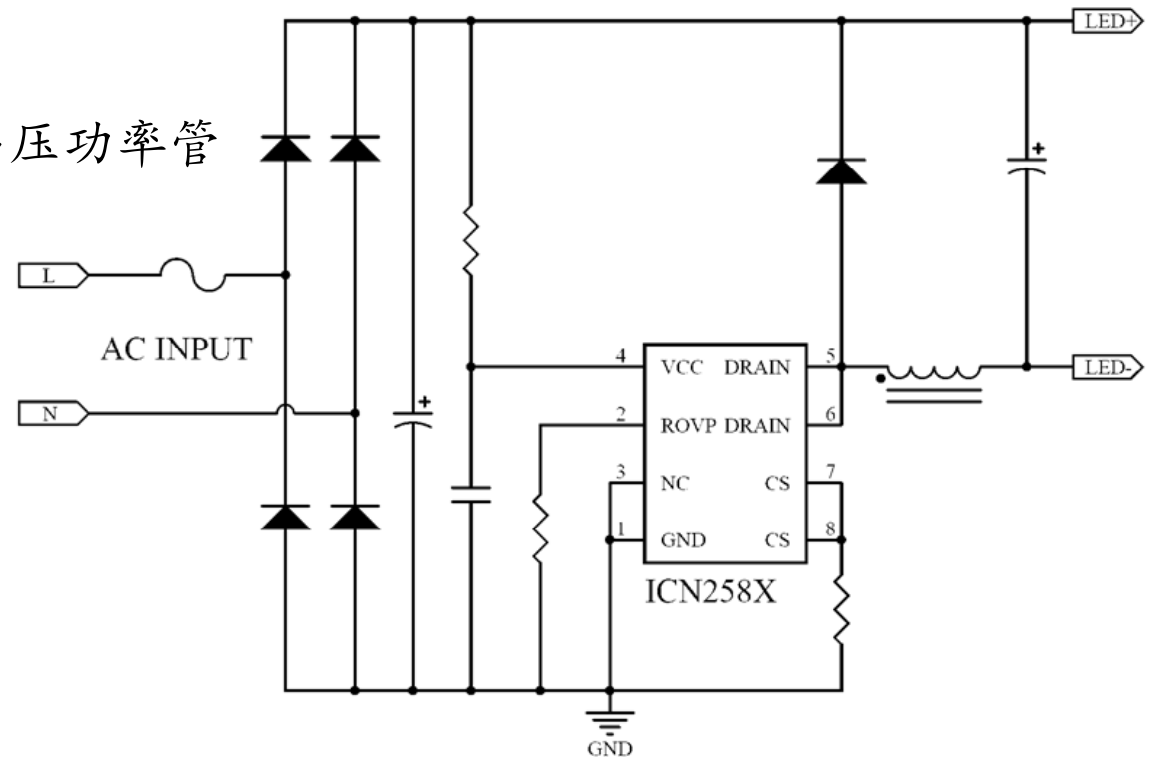 LED+
压功率管
L
AC INPUT
N
4 VCC DRAIN 5
LED-
2 ROVP DRAIN 6
3 NC CS 7
1 GND CS 8
ICN258X
GND